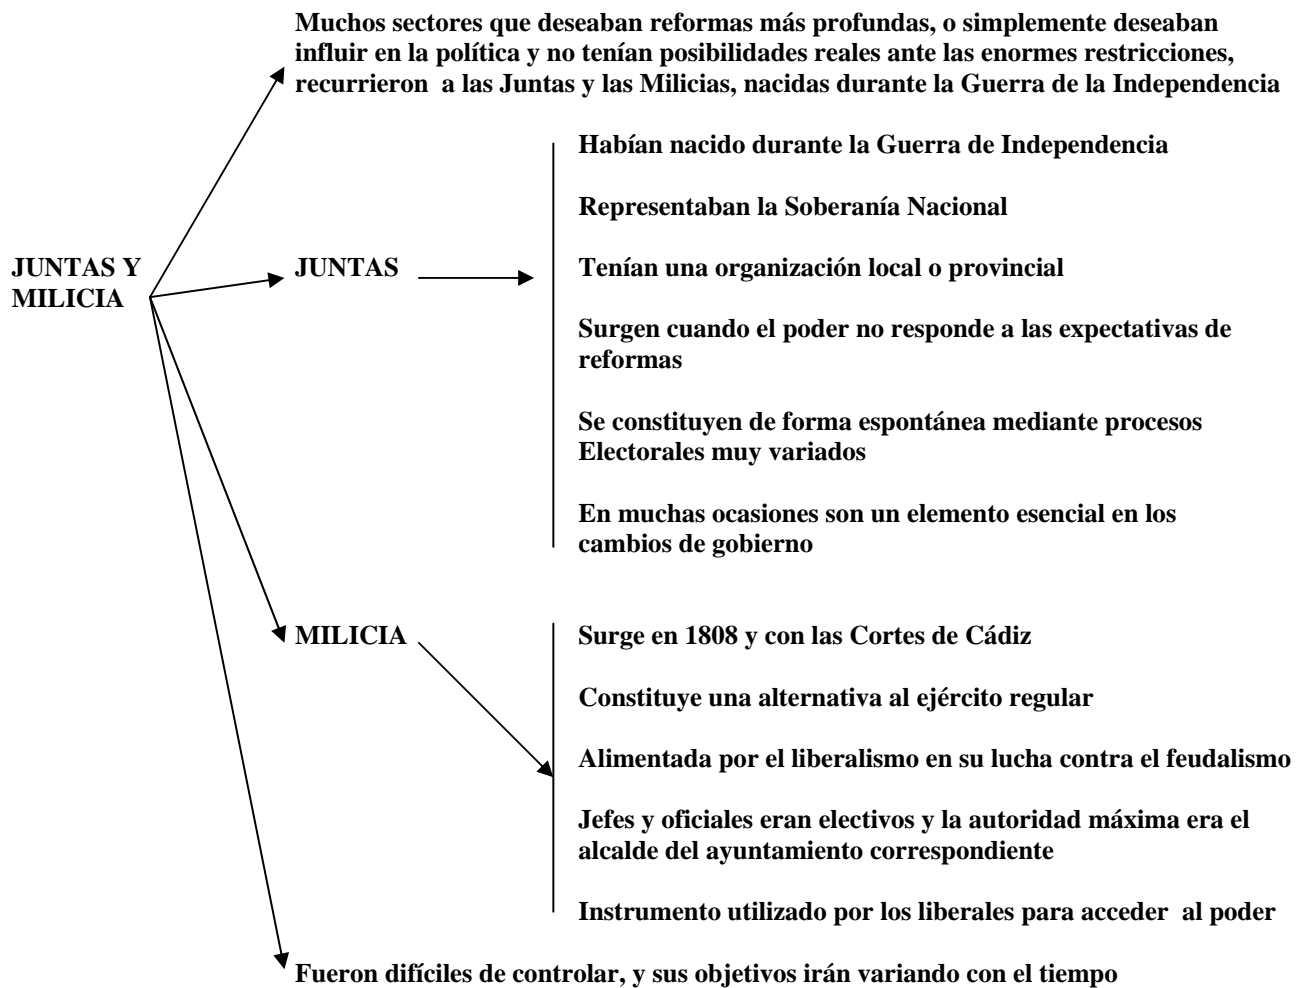 Muchos sectores que deseaban reformas más profundas, o simplemente deseaban
influir en la política y no tenían posibilidades reales ante las enormes restricciones,
recurrieron a las Juntas y las Milicias, nacidas durante la Guerra de la Independencia
JUNTAS Y
MILICIA
JUNTAS
Habían nacido durante la Guerra de Independencia
Representaban la Soberanía Nacional
Tenían una organización local o provincial
Surgen cuando el poder no responde a las expectativas de
reformas
Se constituyen de forma espontánea mediante procesos
Electorales muy variados
En muchas ocasiones son un elemento esencial en los
cambios de gobierno
MILICIA
Surge en 1808 y con las Cortes de Cádiz
Constituye una alternativa al ejército regular
Alimentada por el liberalismo en su lucha contra el feudalismo
Jefes y oficiales eran electivos y la autoridad máxima era el
alcalde del ayuntamiento correspondiente
Instrumento utilizado por los liberales para acceder al poder
Fueron difíciles de controlar, y sus objetivos irán variando con el tiempo